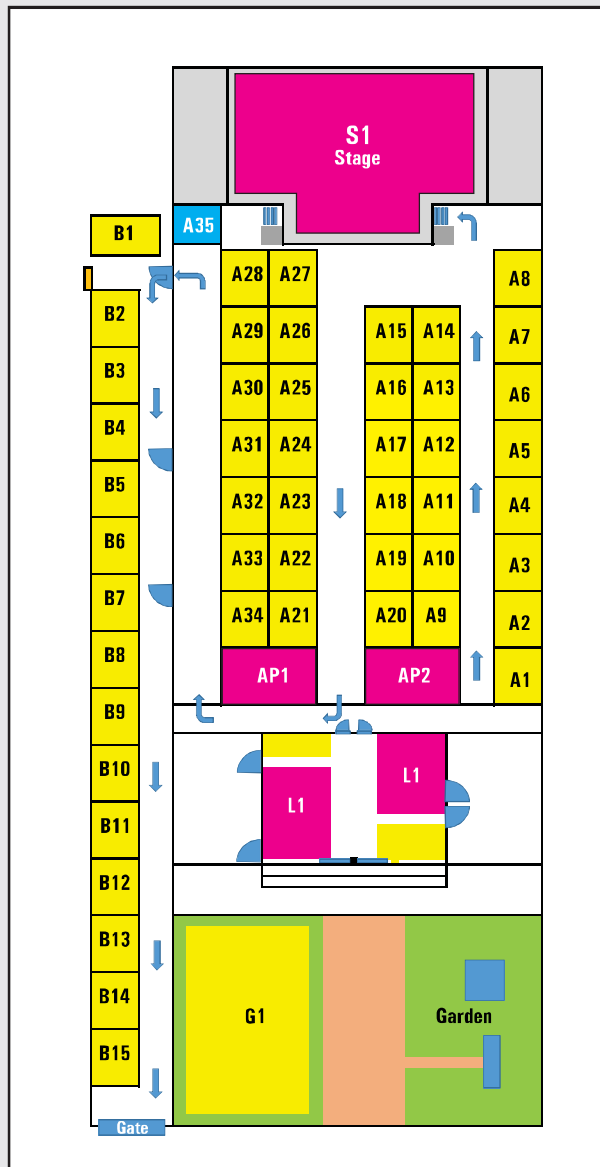 S1
Stage
A35
B1
A28 A27
A8
B2
A29 A26
A15 A14
A7
B3
A30 A25
A16 A13
A6
B4
A31 A24
A17 A12
A5
B5
A32 A23
A18 A11
A4
B6
A33 A22
A19 A10
A3
B7
A34 A21
A20 A9
A2
B8
AP1
AP2
A1
B9
B10
L1
L1
B11
B12
B13
B14
G1
Garden
B15
Gate